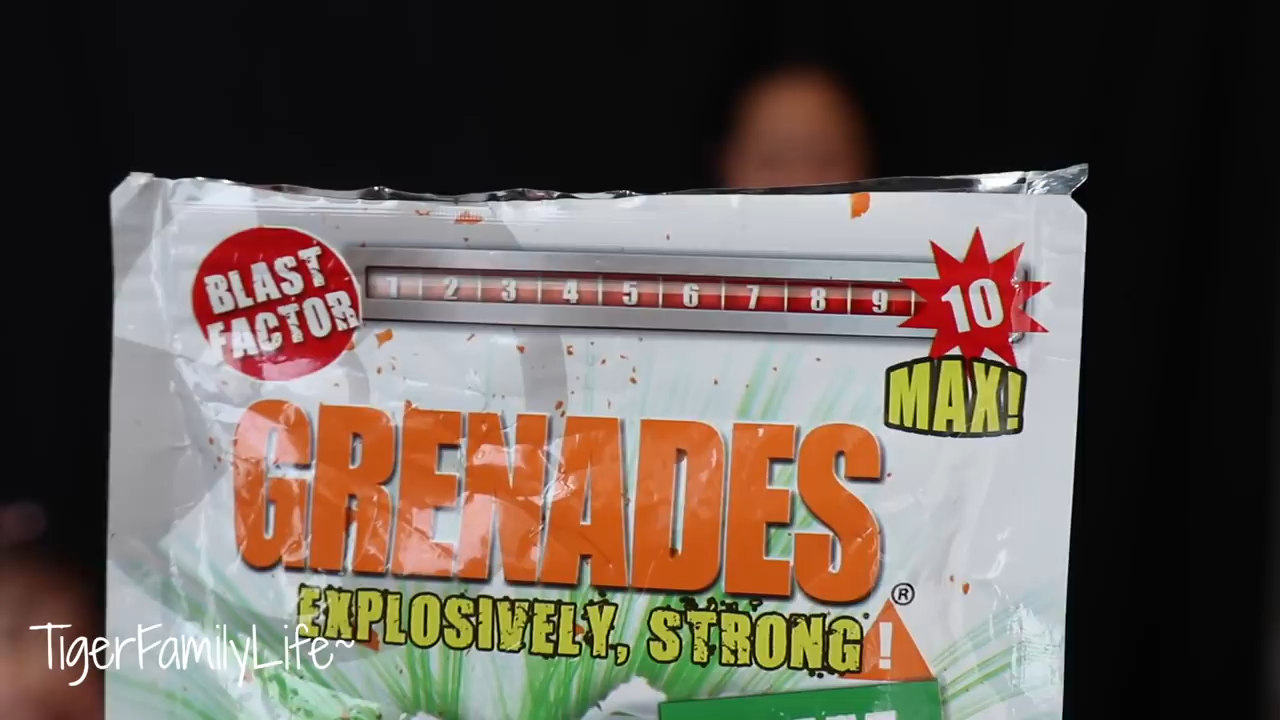 BLAST
FACTOR
1 2 3 4 5 6 7 8 9 10
MAX!
GRENADES
EXPLOSIVELY, STRONG!
®
TigerFamilyLife~